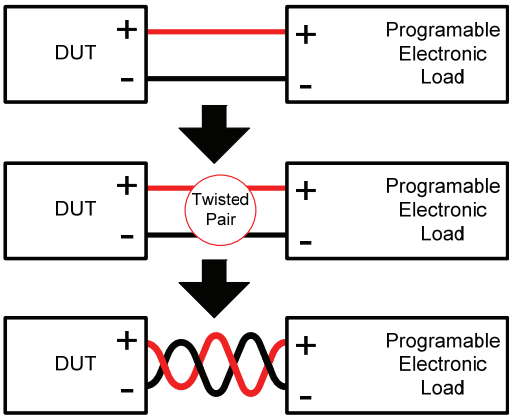 DUT
+
-
+
-
Programable
Electronic
Load
DUT
+
-
Twisted
Pair
+
-
Programable
Electronic
Load
DUT
+
-
+
-
Programable
Electronic
Load